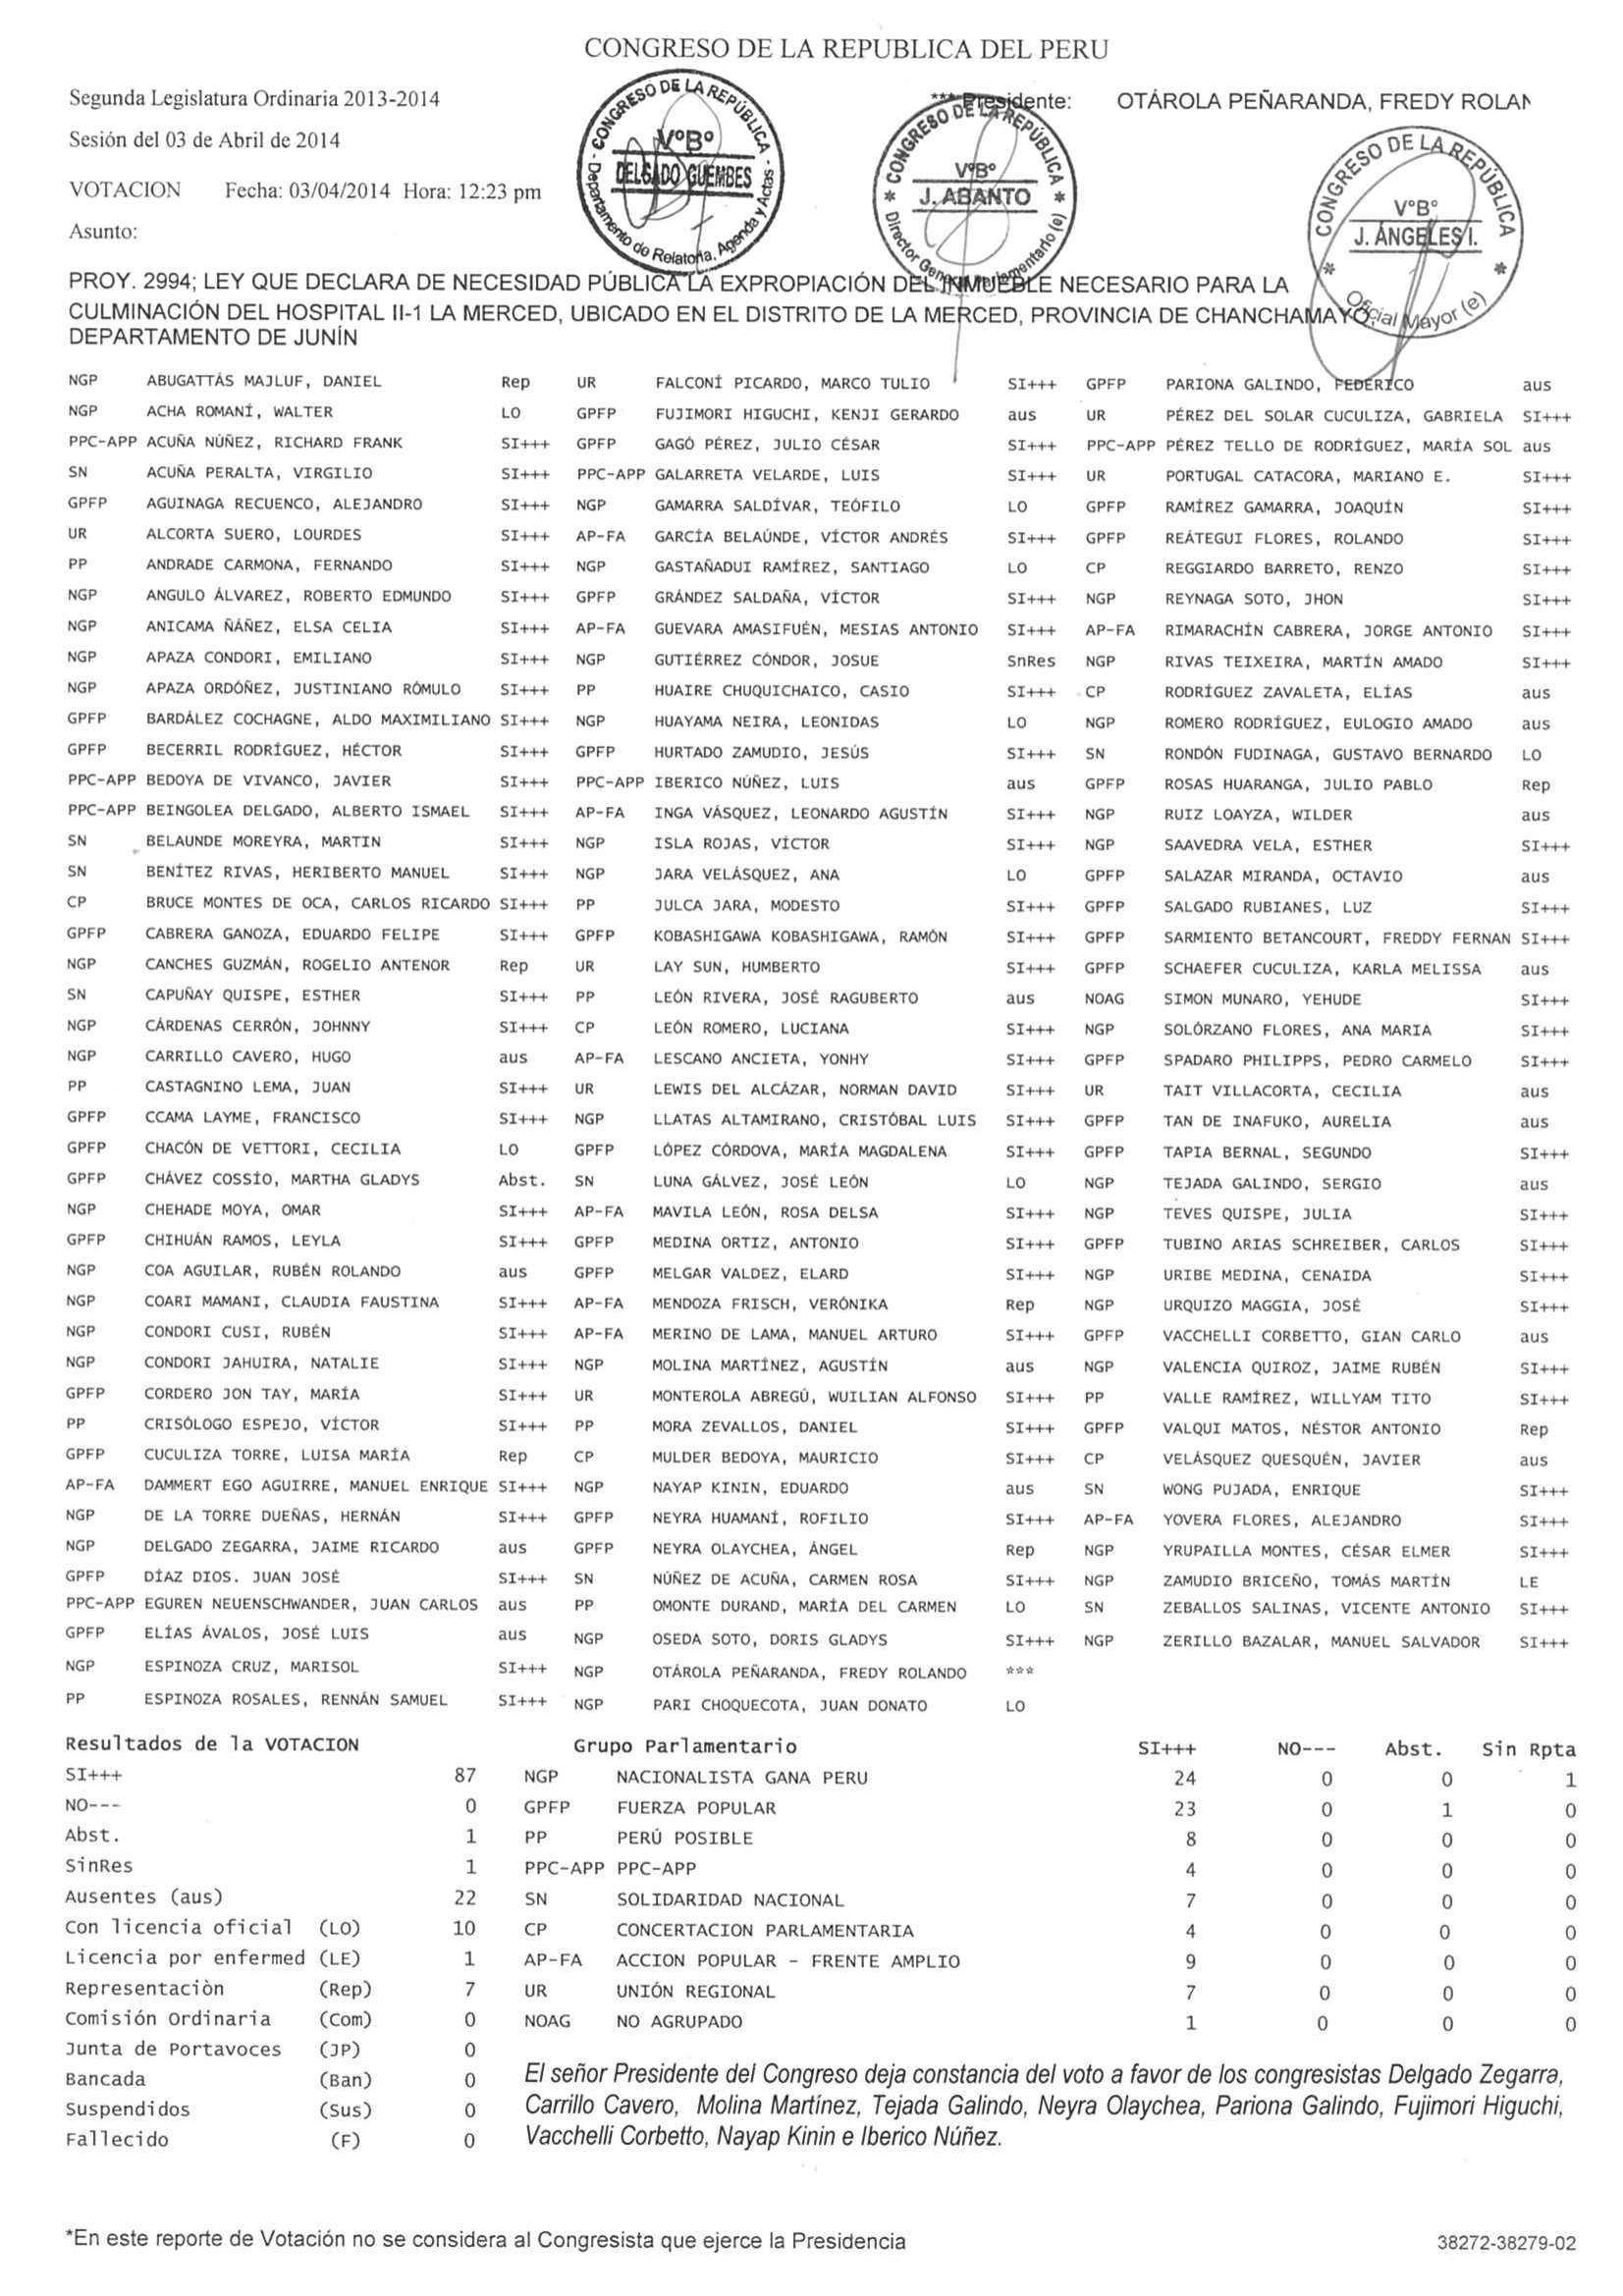 CONGRESO DE LA REPUBLICA DEL PERU
Segunda Legislatura Ordinaria 2013-2014
*** Presidente: OTÁROLA PEÑARANDA, FREDY ROLAN
Sesión del 03 de Abril de 2014
VOTACION Fecha: 03/04/2014 Hora: 12:23 pm
Asunto:
CONGRESO DE LA REPÚBLICA
V°B°
DELGADO GUEMBES
Departamento de Relatoría, Agenda y Actas
CONGRESO DE LA REPÚBLICA
V°B°
J. ABANTO
Director General Parlamentario (e)
CONGRESO DE LA REPÚBLICA
V°B°
J. ÁNGELES I.
Oficial Mayor (e)
PROY. 2994; LEY QUE DECLARA DE NECESIDAD PÚBLICA LA EXPROPIACIÓN DEL INMUEBLE NECESARIO PARA LA
CULMINACIÓN DEL HOSPITAL II-1 LA MERCED, UBICADO EN EL DISTRITO DE LA MERCED, PROVINCIA DE CHANCHAMAYO,
DEPARTAMENTO DE JUNÍN
NGP ABUGATTÁS MAJLUF, DANIEL Rep UR FALCONÍ PICARDO, MARCO TULIO SI+++ GPFP PARIONA GALINDO, FEDERICO aus
NGP ACHA ROMANÍ, WALTER LO GPFP FUJIMORI HIGUCHI, KENJI GERARDO aus UR PÉREZ DEL SOLAR CUCULIZA, GABRIELA SI+++
PPC-APP ACUÑA NÚÑEZ, RICHARD FRANK SI+++ GPFP GAGÓ PÉREZ, JULIO CÉSAR SI+++ PPC-APP PÉREZ TELLO DE RODRÍGUEZ, MARÍA SOL aus
SN ACUÑA PERALTA, VIRGILIO SI+++ PPC-APP GALARRETA VELARDE, LUIS SI+++ UR PORTUGAL CATACORA, MARIANO E. SI+++
GPFP AGUINAGA RECUENCO, ALEJANDRO SI+++ NGP GAMARRA SALDÍVAR, TEÓFILO LO GPFP RAMÍREZ GAMARRA, JOAQUÍN SI+++
UR ALCORTA SUERO, LOURDES SI+++ AP-FA GARCÍA BELAÚNDE, VÍCTOR ANDRÉS SI+++ GPFP REÁTEGUI FLORES, ROLANDO SI+++
PP ANDRADE CARMONA, FERNANDO SI+++ NGP GASTAÑADUI RAMÍREZ, SANTIAGO LO CP REGGIARDO BARRETO, RENZO SI+++
NGP ANGULO ÁLVAREZ, ROBERTO EDMUNDO SI+++ GPFP GRÁNDEZ SALDAÑA, VÍCTOR SI+++ NGP REYNAGA SOTO, JHON SI+++
NGP ANICAMA ÑÁÑEZ, ELSA CELIA SI+++ AP-FA GUEVARA AMASIFUÉN, MESIAS ANTONIO SI+++ AP-FA RIMARACHÍN CABRERA, JORGE ANTONIO SI+++
NGP APAZA CONDORI, EMILIANO SI+++ NGP GUTIÉRREZ CÓNDOR, JOSUE SnRes NGP RIVAS TEIXEIRA, MARTÍN AMADO SI+++
NGP APAZA ORDÓÑEZ, JUSTINIANO RÓMULO SI+++ PP HUAIRE CHUQUICHAICO, CASIO SI+++ CP RODRÍGUEZ ZAVALETA, ELÍAS aus
GPFP BARDÁLEZ COCHAGNE, ALDO MAXIMILIANO SI+++ NGP HUAYAMA NEIRA, LEONIDAS LO NGP ROMERO RODRÍGUEZ, EULOGIO AMADO aus
GPFP BECERRIL RODRÍGUEZ, HÉCTOR SI+++ GPFP HURTADO ZAMUDIO, JESÚS SI+++ SN RONDÓN FUDINAGA, GUSTAVO BERNARDO LO
PPC-APP BEDOYA DE VIVANCO, JAVIER SI+++ PPC-APP IBERICO NÚÑEZ, LUIS aus GPFP ROSAS HUARANGA, JULIO PABLO Rep
PPC-APP BEINGOLEA DELGADO, ALBERTO ISMAEL SI+++ AP-FA INGA VÁSQUEZ, LEONARDO AGUSTÍN SI+++ NGP RUIZ LOAYZA, WILDER aus
SN BELAUNDE MOREYRA, MARTIN SI+++ NGP ISLA ROJAS, VÍCTOR SI+++ NGP SAAVEDRA VELA, ESTHER SI+++
SN BENÍTEZ RIVAS, HERIBERTO MANUEL SI+++ NGP JARA VELÁSQUEZ, ANA LO GPFP SALAZAR MIRANDA, OCTAVIO aus
CP BRUCE MONTES DE OCA, CARLOS RICARDO SI+++ PP JULCA JARA, MODESTO SI+++ GPFP SALGADO RUBIANES, LUZ SI+++
GPFP CABRERA GANOZA, EDUARDO FELIPE SI+++ GPFP KOBASHIGAWA KOBASHIGAWA, RAMÓN SI+++ GPFP SARMIENTO BETANCOURT, FREDDY FERNAN SI+++
NGP CANCHES GUZMÁN, ROGELIO ANTENOR Rep UR LAY SUN, HUMBERTO SI+++ GPFP SCHAEFER CUCULIZA, KARLA MELISSA aus
SN CAPUÑAY QUISPE, ESTHER SI+++ PP LEÓN RIVERA, JOSÉ RAGUBERTO aus NOAG SIMON MUNARO, YEHUDE SI+++
NGP CÁRDENAS CERRÓN, JOHNNY SI+++ CP LEÓN ROMERO, LUCIANA SI+++ NGP SOLÓRZANO FLORES, ANA MARIA SI+++
NGP CARRILLO CAVERO, HUGO aus AP-FA LESCANO ANCIETA, YONHY SI+++ GPFP SPADARO PHILIPPS, PEDRO CARMELO SI+++
PP CASTAGNINO LEMA, JUAN SI+++ UR LEWIS DEL ALCÁZAR, NORMAN DAVID SI+++ UR TAIT VILLACORTA, CECILIA aus
GPFP CCAMA LAYME, FRANCISCO SI+++ NGP LLATAS ALTAMIRANO, CRISTÓBAL LUIS SI+++ GPFP TAN DE INAFUKO, AURELIA aus
GPFP CHACÓN DE VETTORI, CECILIA LO GPFP LÓPEZ CÓRDOVA, MARÍA MAGDALENA SI+++ GPFP TAPIA BERNAL, SEGUNDO SI+++
GPFP CHÁVEZ COSSÍO, MARTHA GLADYS Abst. SN LUNA GÁLVEZ, JOSÉ LEÓN LO NGP TEJADA GALINDO, SERGIO aus
NGP CHEHADE MOYA, OMAR SI+++ AP-FA MAVILA LEÓN, ROSA DELSA SI+++ NGP TEVES QUISPE, JULIA SI+++
GPFP CHIHUÁN RAMOS, LEYLA SI+++ GPFP MEDINA ORTIZ, ANTONIO SI+++ GPFP TUBINO ARIAS SCHREIBER, CARLOS SI+++
NGP COA AGUILAR, RUBÉN ROLANDO aus GPFP MELGAR VALDEZ, ELARD SI+++ NGP URIBE MEDINA, CENAIDA SI+++
NGP COARI MAMANI, CLAUDIA FAUSTINA SI+++ AP-FA MENDOZA FRISCH, VERÓNIKA Rep NGP URQUIZO MAGGIA, JOSÉ SI+++
NGP CONDORI CUSI, RUBÉN SI+++ AP-FA MERINO DE LAMA, MANUEL ARTURO SI+++ GPFP VACCHELLI CORBETTO, GIAN CARLO aus
NGP CONDORI JAHUIRA, NATALIE SI+++ NGP MOLINA MARTÍNEZ, AGUSTÍN aus NGP VALENCIA QUIROZ, JAIME RUBÉN SI+++
GPFP CORDERO JON TAY, MARÍA SI+++ UR MONTEROLA ABREGÚ, WUILIAN ALFONSO SI+++ PP VALLE RAMÍREZ, WILLYAM TITO SI+++
PP CRISÓLOGO ESPEJO, VÍCTOR SI+++ PP MORA ZEVALLOS, DANIEL SI+++ GPFP VALQUI MATOS, NÉSTOR ANTONIO Rep
GPFP CUCULIZA TORRE, LUISA MARÍA Rep CP MULDER BEDOYA, MAURICIO SI+++ CP VELÁSQUEZ QUESQUÉN, JAVIER aus
AP-FA DAMMERT EGO AGUIRRE, MANUEL ENRIQUE SI+++ NGP NAYAP KININ, EDUARDO aus SN WONG PUJADA, ENRIQUE SI+++
NGP DE LA TORRE DUEÑAS, HERNÁN SI+++ GPFP NEYRA HUAMANÍ, ROFILIO SI+++ AP-FA YOVERA FLORES, ALEJANDRO SI+++
NGP DELGADO ZEGARRA, JAIME RICARDO aus GPFP NEYRA OLAYCHEA, ÁNGEL Rep NGP YRUPAILLA MONTES, CÉSAR ELMER SI+++
GPFP DÍAZ DIOS. JUAN JOSÉ SI+++ SN NÚÑEZ DE ACUÑA, CARMEN ROSA SI+++ NGP ZAMUDIO BRICEÑO, TOMÁS MARTÍN LE
PPC-APP EGUREN NEUENSCHWANDER, JUAN CARLOS aus PP OMONTE DURAND, MARÍA DEL CARMEN LO SN ZEBALLOS SALINAS, VICENTE ANTONIO SI+++
GPFP ELÍAS ÁVALOS, JOSÉ LUIS aus NGP OSEDA SOTO, DORIS GLADYS SI+++ NGP ZERILLO BAZALAR, MANUEL SALVADOR SI+++
NGP ESPINOZA CRUZ, MARISOL SI+++ NGP OTÁROLA PEÑARANDA, FREDY ROLANDO ***
PP ESPINOZA ROSALES, RENNÁN SAMUEL SI+++ NGP PARI CHOQUECOTA, JUAN DONATO LO
Resultados de la VOTACION Grupo Parlamentario SI+++ NO--- Abst. Sin Rpta
SI+++ 87 NGP NACIONALISTA GANA PERU 24 0 0 1
NO--- 0 GPFP FUERZA POPULAR 23 0 1 0
Abst. 1 PP PERÚ POSIBLE 8 0 0 0
SinRes 1 PPC-APP PPC-APP 4 0 0 0
Ausentes (aus) 22 SN SOLIDARIDAD NACIONAL 7 0 0 0
Con licencia oficial (LO) 10 CP CONCERTACION PARLAMENTARIA 4 0 0 0
Licencia por enfermed (LE) 1 AP-FA ACCION POPULAR - FRENTE AMPLIO 9 0 0 0
Representaciòn (Rep) 7 UR UNIÓN REGIONAL 7 0 0 0
Comisión Ordinaria (Com) 0 NOAG NO AGRUPADO 1 0 0 0
Junta de Portavoces (JP) 0
Bancada (Ban) 0
Suspendidos (Sus) 0
Fallecido (F) 0
El señor Presidente del Congreso deja constancia del voto a favor de los congresistas Delgado Zegarra,
Carrillo Cavero, Molina Martínez, Tejada Galindo, Neyra Olaychea, Pariona Galindo, Fujimori Higuchi,
Vacchelli Corbetto, Nayap Kinin e Iberico Núñez.
*En este reporte de Votación no se considera al Congresista que ejerce la Presidencia 38272-38279-02